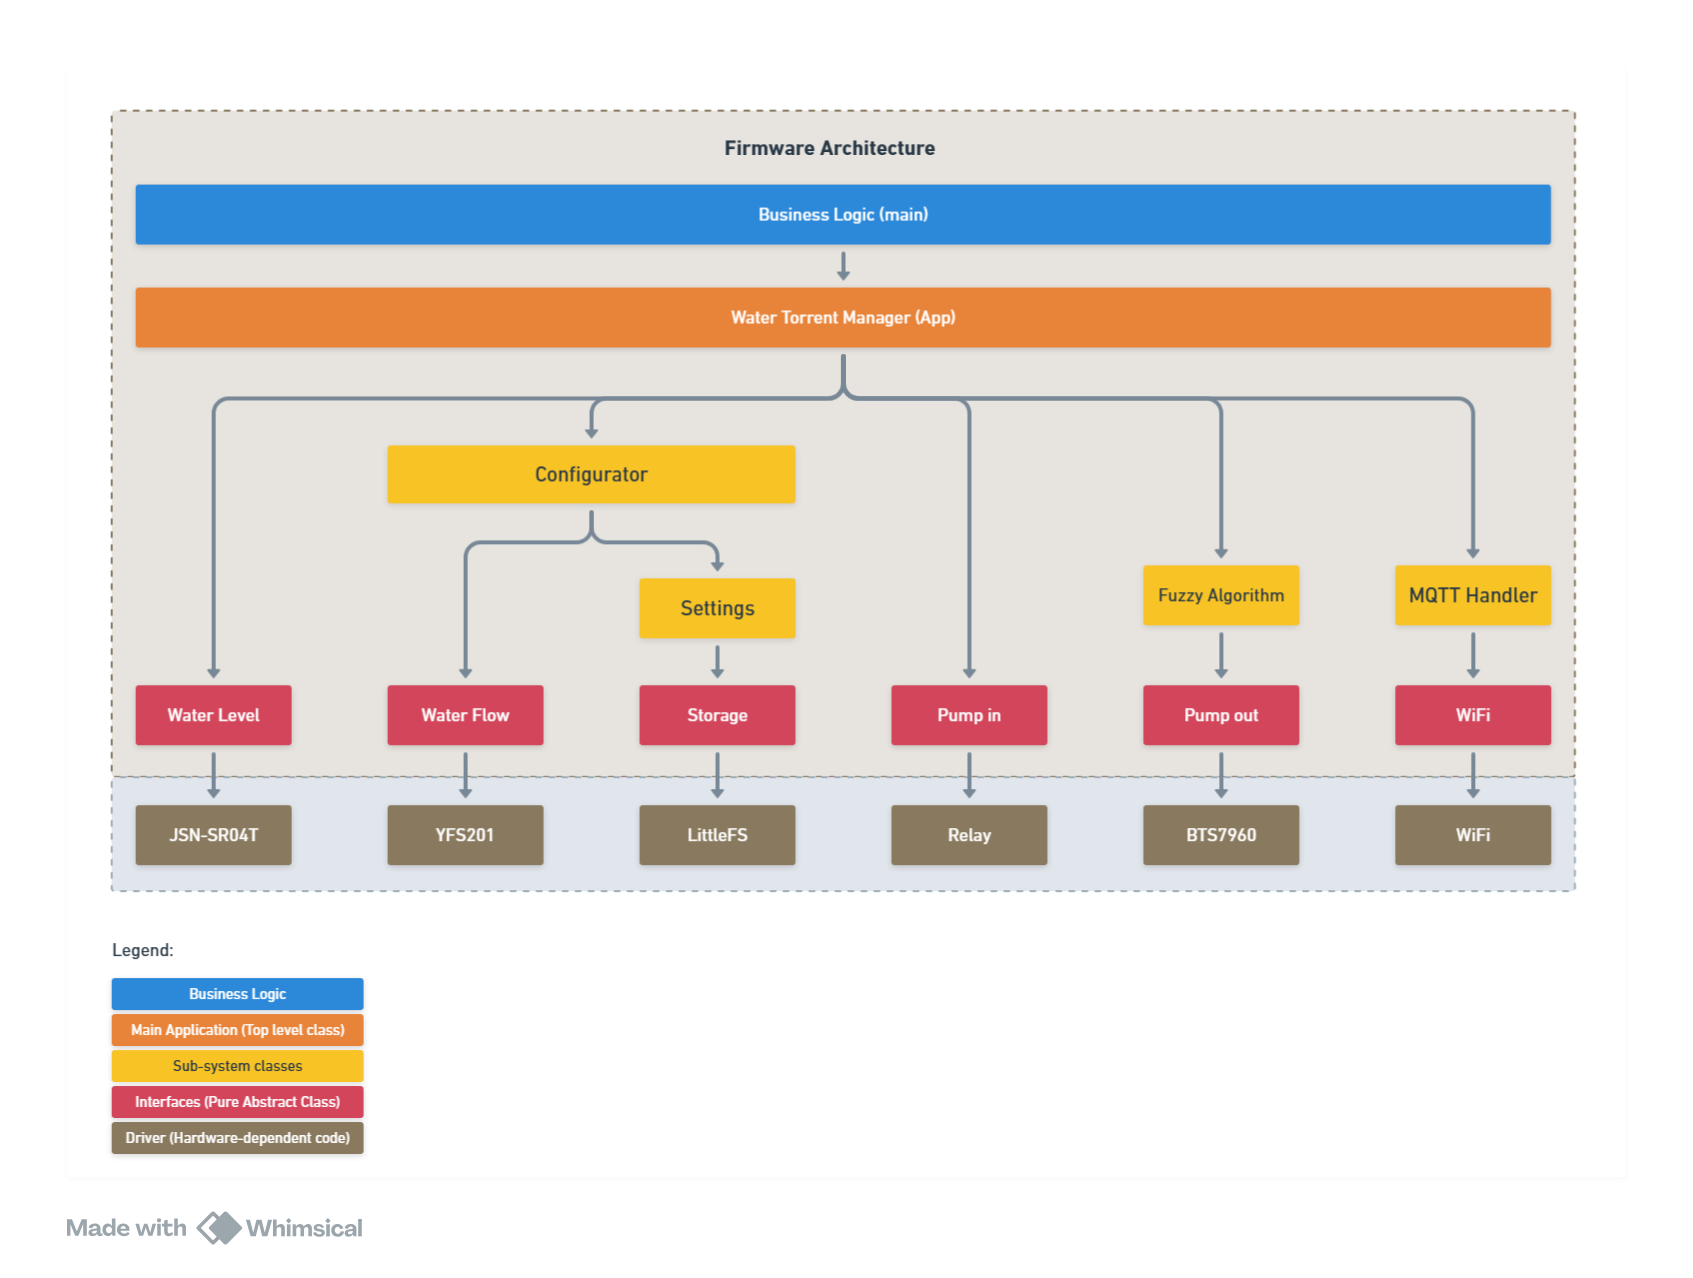 Firmware Architecture
Business Logic (main)
Water Torrent Manager (App)
Configurator
Settings
Fuzzy Algorithm
MQTT Handler
Water Level
Water Flow
Storage
Pump in
Pump out
WiFi
JSN-SR04T
YFS201
LittleFS
Relay
BTS7960
WiFi
Legend:
Business Logic
Main Application (Top level class)
Sub-system classes
Interfaces (Pure Abstract Class)
Driver (Hardware-dependent code)
Made with Whimsical